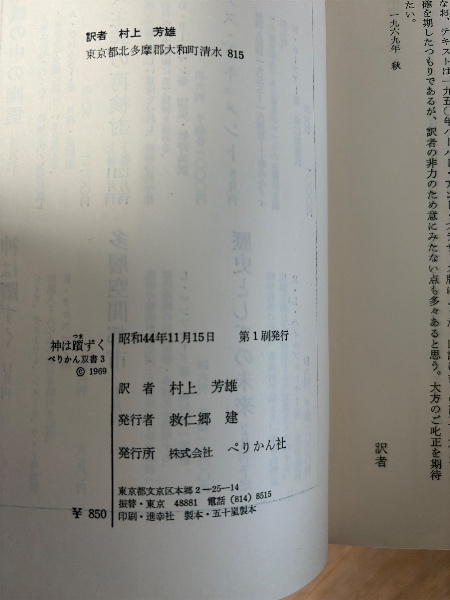 なお、テキストは一九五〇年
確を期したつもりであるが、訳者の非力のため意にみたない点も多々あると思う。大方のご叱正を期待
たい。
一九六九年 秋
訳者
訳者 村上 芳雄
東京都北多摩郡大和町清水 815
神は躓ずく
つま
ぺりかん双書 3
© 1969
¥ 850
昭和44年11月15日 第1刷発行
訳 者 村上 芳雄
発行者 救仁郷 建
発行所 株式会社 ぺりかん社
東京都文京区本郷2-25-14
振替・東京 48881 電話(814)8515
印刷・進幸社 製本・五十嵐製本